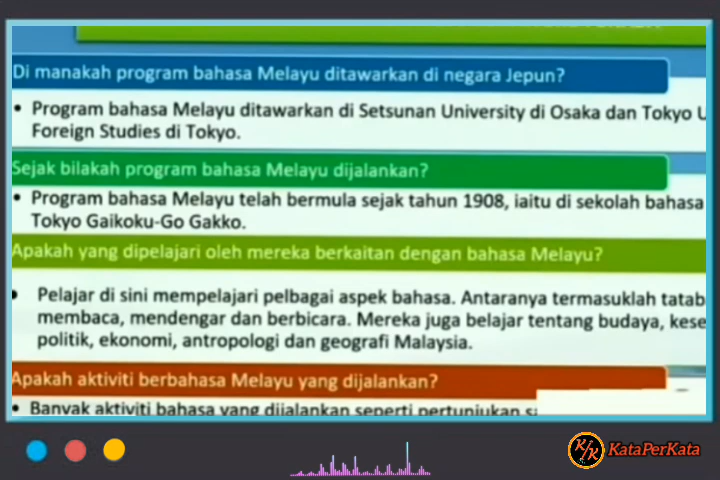 Di manakah program bahasa Melayu ditawarkan di negara Jepun?
• Program bahasa Melayu ditawarkan di Setsunan University di Osaka dan Tokyo U
Foreign Studies di Tokyo.
Sejak bilakah program bahasa Melayu dijalankan?
• Program bahasa Melayu telah bermula sejak tahun 1908, iaitu di sekolah bahasa
Tokyo Gaikoku-Go Gakko.
Apakah yang dipelajari oleh mereka berkaitan dengan bahasa Melayu?
• Pelajar di sini mempelajari pelbagai aspek bahasa. Antaranya termasuklah tatab
membaca, mendengar dan berbicara. Mereka juga belajar tentang budaya, kese
politik, ekonomi, antropologi dan geografi Malaysia.
Apakah aktiviti berbahasa Melayu yang dijalankan?
• Banyak aktiviti bahasa yang dijalankan seperti pertunjukan
K/K KataPerKata